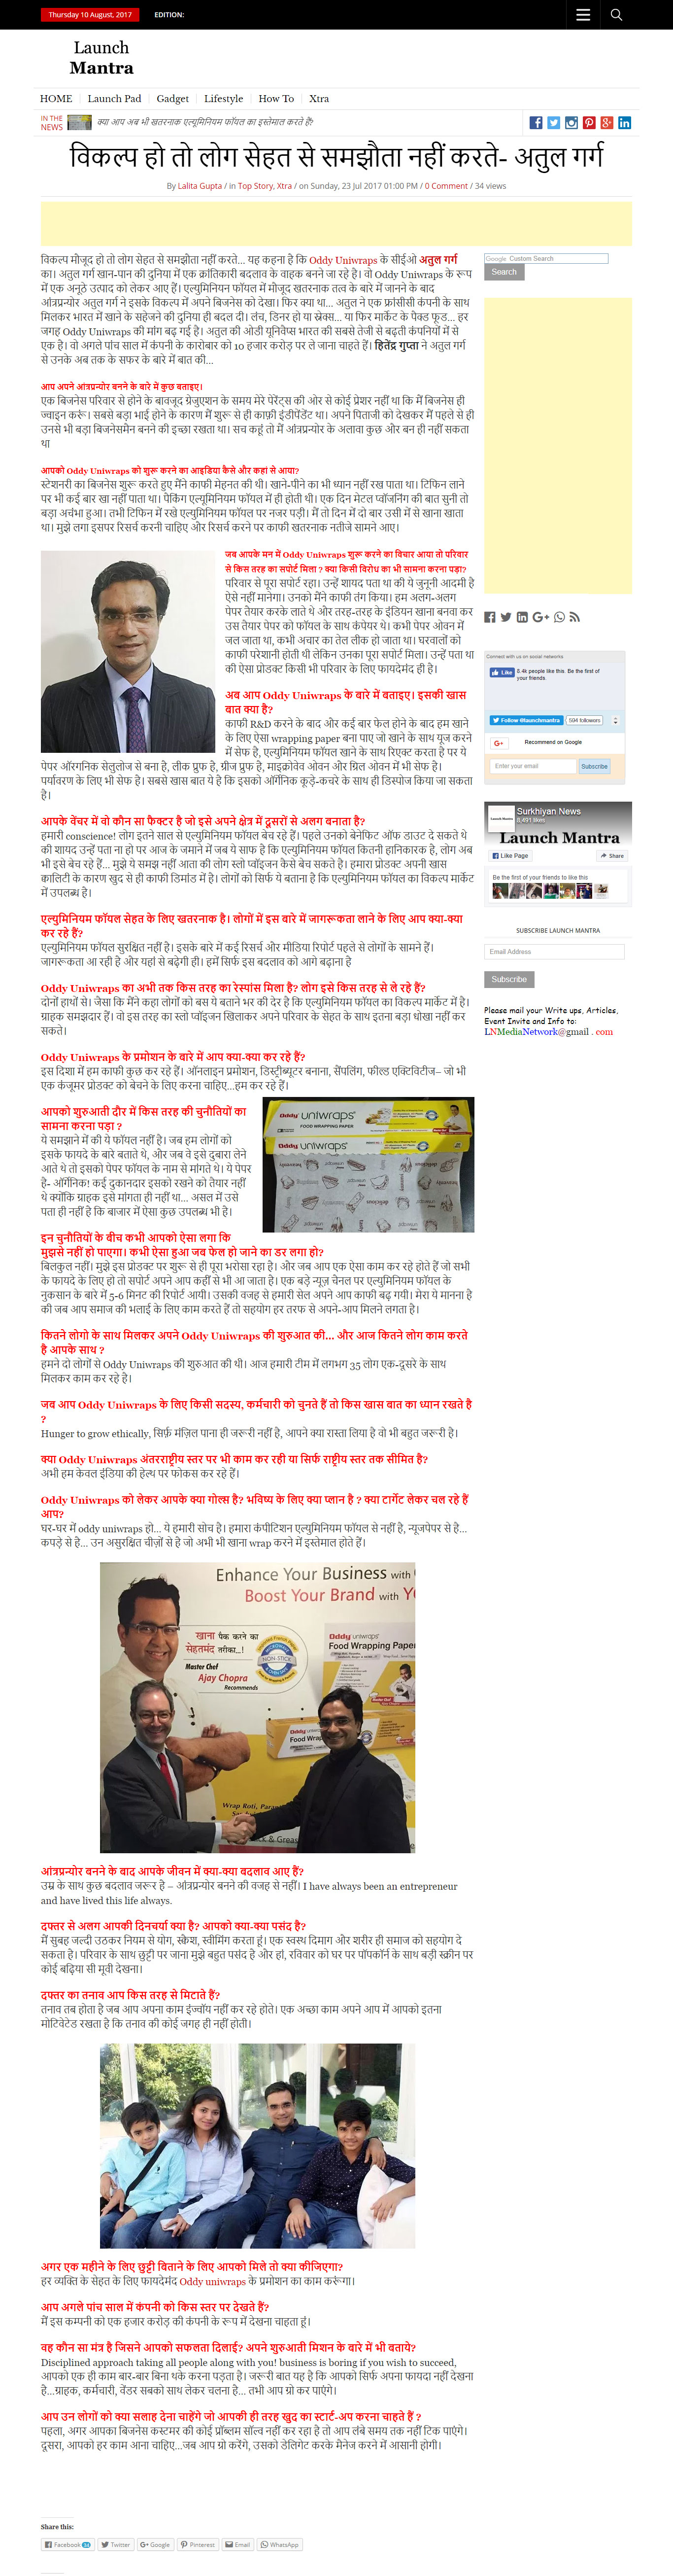 Thursday 10 August, 2017
EDITION:
Launch
Mantra
HOME Launch Pad Gadget Lifestyle How To Xtra
IN THE
NEWS
क्या आप अब भी खतरनाक एल्यूमिनियम फॉयल का इस्तेमाल करते हैं?
विकल्प हो तो लोग सेहत से समझौता नहीं करते- अतुल गर्ग
By Lalita Gupta / in Top Story, Xtra / on Sunday, 23 Jul 2017 01:00 PM / 0 Comment / 34 views
विकल्प मौजूद हो तो लोग सेहत से समझौता नहीं करते... यह कहना है कि Oddy Uniwraps के सीईओ अतुल गर्ग
का। अतुल गर्ग खान-पान की दुनिया में एक क्रांतिकारी बदलाव के वाहक बनने जा रहे है। वो Oddy Uniwraps के रूप
में एक अनूठे उत्पाद को लेकर आए हैं। एल्युमिनियन फॉयल में मौजूद खतरनाक तत्व के बारे में जानने के बाद
आंत्रप्रन्योर अतुल गर्ग ने इसके विकल्प में अपने बिजनेस को देखा। फिर क्या था... अतुल ने एक फ्रांसीसी कंपनी के साथ
मिलकर भारत में खाने के सहेजने की दुनिया ही बदल दी। लंच, डिनर हो या स्नेक्स... या फिर मार्केट के पैक्ड फूड... हर
जगह Oddy Uniwraps की मांग बढ़ गई है। अतुल की ओडी यूनिवैप्स भारत की सबसे तेजी से बढ़ती कंपनियों में से
एक है। वो अगले पांच साल में कंपनी के कारोबार को 10 हजार करोड़ पर ले जाना चाहते हैं। हितेंद्र गुप्ता ने अतुल गर्ग
से उनके अब तक के सफर के बारे में बात की...
आप अपने आंत्रप्रन्योर बनने के बारे में कुछ बताइए।
एक बिजनेस परिवार से होने के बावजूद ग्रेजुएशन के समय मेरे पेरेंट्स की ओर से कोई प्रेशर नहीं था कि मैं बिजनेस ही
ज्वाइन करूं। सबसे बड़ा भाई होने के कारण मैं शुरू से ही काफ़ी इंडीपेंडेंट था। अपने पिताजी को देखकर मैं पहले से ही
उनसे भी बड़ा बिजनेसमैन बनने की इच्छा रखता था। सच कहूं तो मैं आंत्रप्रन्योर के अलावा कुछ और बन ही नहीं सकता
था
आपको Oddy Uniwraps को शुरू करने का आइडिया कैसे और कहां से आया?
स्टेशनरी का बिजनेस शुरू करते हुए मैंने काफी मेहनत की थी। खाने-पीने का भी ध्यान नहीं रख पाता था। टिफिन लाने
पर भी कई बार खा नहीं पाता था। पेकिंग एल्यूमिनियम फॉयल में ही होती थी। एक दिन मेटल प्वॉजनिंग की बात सुनी तो
बड़ा अचंभा हुआ। तभी टिफिन में रखे एल्युमिनियम फॉयल पर नजर पड़ी। मैं तो दिन में दो बार उसी में से खाना खाता
था। मुझे लगा इसपर रिसर्च करनी चाहिए और रिसर्च करने पर काफी खतरनाक नतीजे सामने आए।
जब आपके मन में Oddy Uniwraps शुरू करने का विचार आया तो परिवार
से किस तरह का सपोर्ट मिला ? क्या किसी विरोध का भी सामना करना पड़ा?
परिवार से पूरा सपोर्ट रहा। उन्हें शायद पता था की ये जुनूनी आदमी है
ऐसे नहीं मानेगा। उनको मैंने काफी तंग किया। हम अलग-अलग
पेपर तैयार करके लाते थे और तरह-तरह के इंडियन खाना बनवा कर
उस तैयार पेपर को फॉयल के साथ कंपेयर थे। कभी पेपर ओवन में
जल जाता था, कभी अचार का तेल लीक हो जाता था। घरवालों को
काफी परेशानी होती थी लेकिन उनका पूरा सपोर्ट मिला। उन्हें पता था
की ऐसा प्रोडक्ट किसी भी परिवार के लिए फायदेमंद ही है।
अब आप Oddy Uniwraps के बारे में बताइए। इसकी खास
बात क्या है?
काफी R&D करने के बाद और कई बार फेल होने के बाद हम खाने
के लिए ऐसा wrapping paper बना पाए जो खाने के साथ यूज करने
में सेफ है, एल्युमिनियम फॉयल खाने के साथ रिएक्ट करता है पर ये
पेपर ऑरगनिक सेलुलोज से बना है, लीक प्रुफ है, ग्रीज प्रुफ है, माइक्रोवेव ओवन और ग्रिल ओवन में भी सेफ है।
पर्यावरण के लिए भी सेफ है। सबसे खास बात ये है कि इसको ऑर्गेनिक कूड़े-कचरे के साथ ही डिस्पोज किया जा सकता
है।
आपके वेंचर में वो कौन सा फैक्टर है जो इसे अपने क्षेत्र में दूसरों से अलग बनाता है?
हमारी conscience! लोग इतने साल से एल्युमिनियम फॉयल बेच रहे हैं। पहले उनको बेनेफिट ऑफ डाउट दे सकते थे
की शायद उन्हें पता ना हो पर आज के जमाने में जब ये साफ है कि एल्युमिनियम फॉयल कितनी हानिकारक है, लोग अब
भी इसे बेच रहे है... मुझे ये समझ नहीं आता की लोग स्लो प्वॉइजन कैसे बेच सकते है। हमारा प्रोडक्ट अपनी खास
क्वालिटी के कारण खुद से ही काफी डिमांड में है। लोगों को सिर्फ ये बताना है कि एल्युमिनियम फॉयल का विकल्प मार्केट
में उपलब्ध है।
एल्युमिनियम फॉयल सेहत के लिए खतरनाक है। लोगों में इस बारे में जागरूकता लाने के लिए आप क्या-क्या
कर रहे हैं?
एल्युमिनियम फॉयल सुरक्षित नहीं है। इसके बारे में कई रिसर्च और मीडिया रिपोर्ट पहले से लोगों के सामने हैं।
जागरूकता आ रही है और यहां से बढ़ेगी ही। हमें सिर्फ इस बदलाव को आगे बढ़ाना है
Oddy Uniwraps का अभी तक किस तरह का रेस्पांस मिला है? लोग इसे किस तरह से ले रहे हैं?
दोनों हाथों से। जैसा कि मैंने कहा लोगों को बस ये बताने भर की देर है कि एल्युमिनियम फॉयल का विकल्प मार्केट में है।
ग्राहक समझदार हैं। वो इस तरह का स्लो प्वॉइजन खिलाकर अपने परिवार के सेहत के साथ इतना बड़ा धोखा नहीं कर
सकते।
Oddy Uniwraps के प्रमोशन के बारे में आप क्या-क्या कर रहे हैं?
इस दिशा में हम काफी कुछ कर रहे हैं। ऑनलाइन प्रमोशन, डिस्ट्रीब्यूटर बनाना, सैंपलिंग, फील्ड एक्टिविटीज– जो भी
एक कंजूमर प्रोडक्ट को बेचने के लिए करना चाहिए...हम कर रहे हैं।
आपको शुरुआती दौर में किस तरह की चुनौतियों का
सामना करना पड़ा ?
ये समझाने में की ये फॉयल नहीं है। जब हम लोगों को
इसके फायदे के बारे बताते थे, और जब वे इसे दुबारा लेने
आते थे तो इसको पेपर फॉयल के नाम से मांगते थे। ये पेपर
है- ऑर्गेनिक! कई दुकानदार इसको रखने को तैयार नहीं
थे क्योंकि ग्राहक इसे मांगता ही नहीं था... असल में उसे
पता ही नहीं है कि बाजार में ऐसा कुछ उपलब्ध भी है।
इन चुनौतियों के बीच कभी आपको ऐसा लगा कि
मुझसे नहीं हो पाएगा। कभी ऐसा हुआ जब फेल हो जाने का डर लगा हो?
बिलकुल नहीं। मुझे इस प्रोडक्ट पर शुरू से ही पूरा भरोसा रहा है। और जब आप एक ऐसा काम कर रहे होते हैं जो सभी
के फायदे के लिए हो तो सपोर्ट अपने आप कहीं से भी आ जाता है। एक बड़े न्यूज़ चैनल पर एल्युमिनियम फॉयल के
नुकसान के बारे में 5-6 मिनट की रिपोर्ट आयी। उसकी वजह से हमारी सेल अपने आप काफी बढ़ गयी। मेरा ये मानना है
की जब आप समाज की भलाई के लिए काम करते हैं तो सहयोग हर तरफ से अपने-आप मिलने लगता है।
कितने लोगो के साथ मिलकर अपने Oddy Uniwraps की शुरुआत की... और आज कितने लोग काम करते
है आपके साथ ?
हमने दो लोगों से Oddy Uniwraps की शुरुआत की थी। आज हमारी टीम में लगभग 35 लोग एक-दूसरे के साथ
मिलकर काम कर रहे है।
जब आप Oddy Uniwraps के लिए किसी सदस्य, कर्मचारी को चुनते हैं तो किस खास बात का ध्यान रखते है
?
Hunger to grow ethically, सिर्फ़ मंज़िल पाना ही जरूरी नहीं है, आपने क्या रास्ता लिया है वो भी बहुत जरूरी है।
क्या Oddy Uniwraps अंतरराष्ट्रीय स्तर पर भी काम कर रही या सिर्फ राष्ट्रीय स्तर तक सीमित है?
अभी हम केवल इंडिया की हेल्थ पर फोकस कर रहे हैं।
Oddy Uniwraps को लेकर आपके क्या गोल्स है? भविष्य के लिए क्या प्लान है ? क्या टार्गेट लेकर चल रहे हैं
आप?
घर-घर में oddy uniwraps हो... ये हमारी सोच है। हमारा कंपीटिशन एल्युमिनियम फॉयल से नहीं है, न्यूजपेपर से है...
कपड़े से है... उन असुरक्षित चीज़ों से है जो अभी भी खाना wrap करने में इस्तेमाल होते हैं।
Enhance Your Business with
Boost Your Brand with
खाना पैक करने का
सेहतमंद तरीका..!
Master Chef
Ajay Chopra
Recommends
NON-STICK
Oddy uniwraps
Food Wrapping Paper
आंत्रप्रन्योर बनने के बाद आपके जीवन में क्या-क्या बदलाव आए हैं?
उम्र के साथ कुछ बदलाव जरूर है – आंत्रप्रन्योर बनने की वजह से नहीं। I have always been an entrepreneur
and have lived this life always.
दफ्तर से अलग आपकी दिनचर्या क्या है? आपको क्या-क्या पसंद है?
मैं सुबह जल्दी उठकर नियम से योग, स्कैश, स्वीमिंग करता हूं। एक स्वस्थ दिमाग और शरीर ही समाज को सहयोग दे
सकता है। परिवार के साथ छुट्टी पर जाना मुझे बहुत पसंद है और हां, रविवार को घर पर पॉपकॉर्न के साथ बड़ी स्क्रीन पर
कोई बढ़िया सी मूवी देखना।
दफ्तर का तनाव आप किस तरह से मिटाते हैं?
तनाव तब होता है जब आप अपना काम इंज्वॉय नहीं कर रहे होते। एक अच्छा काम अपने आप में आपको इतना
मोटिवेटेड रखता है कि तनाव की कोई जगह ही नहीं होती।
अगर एक महीने के लिए छुट्टी बिताने के लिए आपको मिले तो क्या कीजिएगा?
हर व्यक्ति के सेहत के लिए फायदेमंद Oddy uniwraps के प्रमोशन का काम करूंगा।
आप अगले पांच साल में कंपनी को किस स्तर पर देखते हैं?
मैं इस कम्पनी को एक हजार करोड़ की कंपनी के रूप में देखना चाहता हूं।
वह कौन सा मंत्र है जिसने आपको सफलता दिलाई? अपने शुरुआती मिशन के बारे में भी बताये?
Disciplined approach taking all people along with you! business is boring if you wish to succeed,
आपको एक ही काम बार-बार बिना थके करना पड़ता है। जरूरी बात यह है कि आपको सिर्फ अपना फायदा नहीं देखना
है...ग्राहक, कर्मचारी, वेंडर सबको साथ लेकर चलना है... तभी आप ग्रो कर पाएंगे।
आप उन लोगों को क्या सलाह देना चाहेंगे जो आपकी ही तरह खुद का स्टार्ट-अप करना चाहते हैं ?
पहला, अगर आपका बिजनेस कस्टमर की कोई प्रॉब्लम सॉल्व नहीं कर रहा है तो आप लंबे समय तक नहीं टिक पाएंगे।
दूसरा, आपको हर काम आना चाहिए...जब आप ग्रो करेंगे, उसको डेलिगेट करके मैनेज करने में आसानी होगी।
Share this:
Facebook 34 Twitter Google Pinterest Email WhatsApp
Google Custom Search
Search
Connect with us on social networks
Like 8.4k people like this. Be the first of
your friends.
Follow @launchmantra 594 followers
Recommend on Google
Enter your email Subscribe
Surkhiyan News
8,491 likes
Launch Mantra
Like Page Share
Be the first of your friends to like this
SUBSCRIBE LAUNCH MANTRA
Email Address
Subscribe
Please mail your Write ups, Articles,
Event Invite and Info to:
LNMediaNetwork@gmail . com